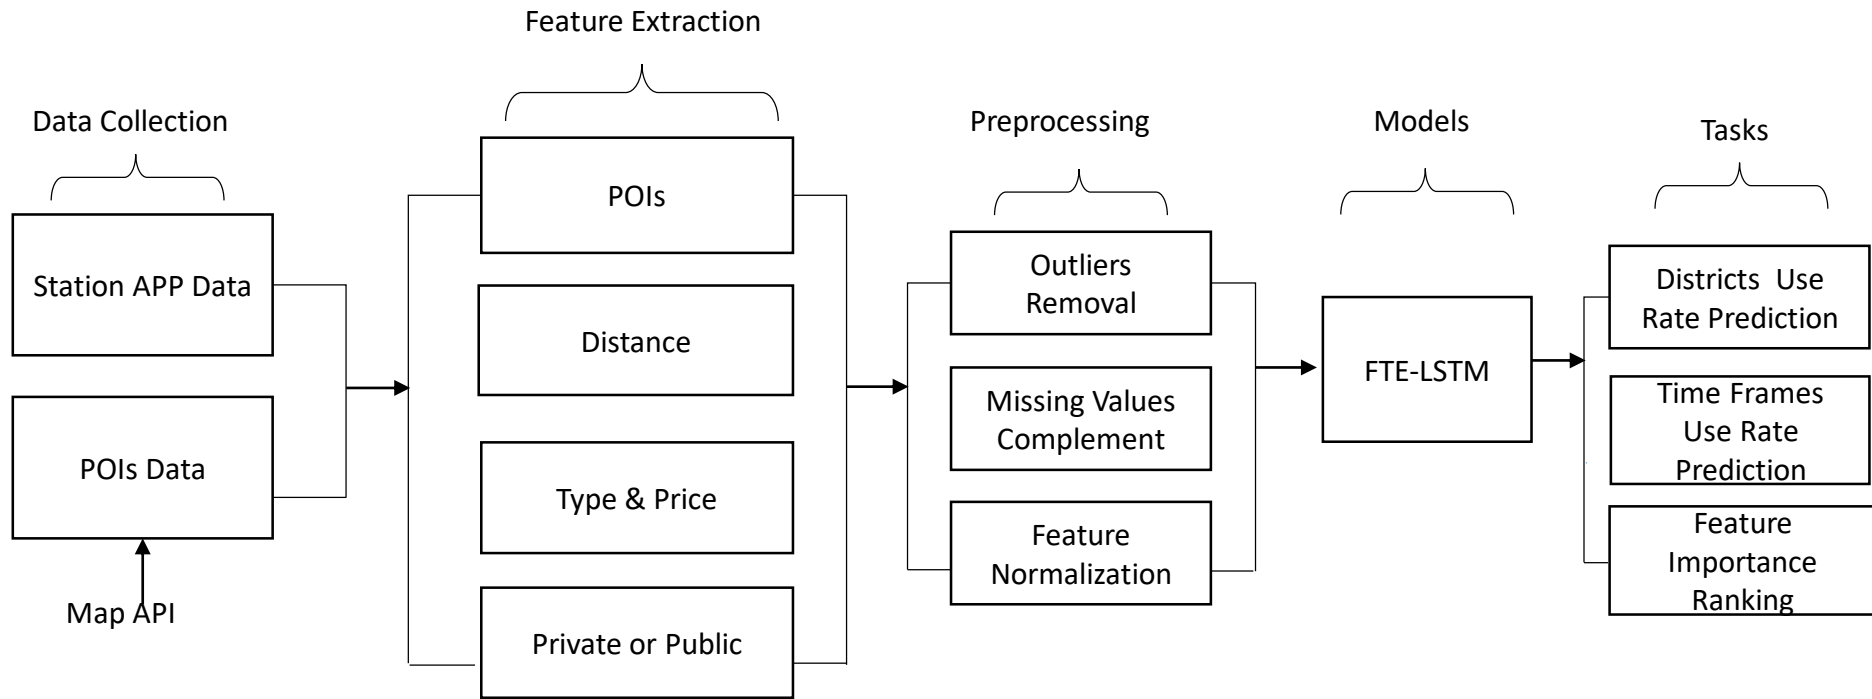 Data Collection
Station APP Data
POIs Data
Map API
Feature Extraction
POIs
Distance
Type & Price
Private or Public
Preprocessing
Outliers
Removal
Missing Values
Complement
Feature
Normalization
Models
FTE-LSTM
Tasks
Districts Use
Rate Prediction
Time Frames
Use Rate
Prediction
Feature
Importance
Ranking